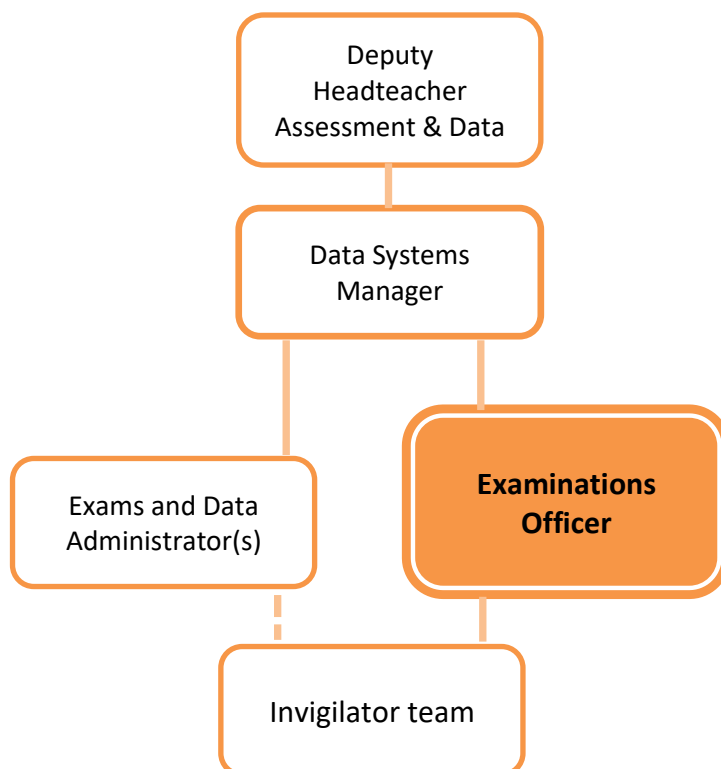 Deputy
Headteacher
Assessment & Data
Data Systems
Manager
Exams and Data
Administrator(s)
Examinations
Officer
Invigilator team